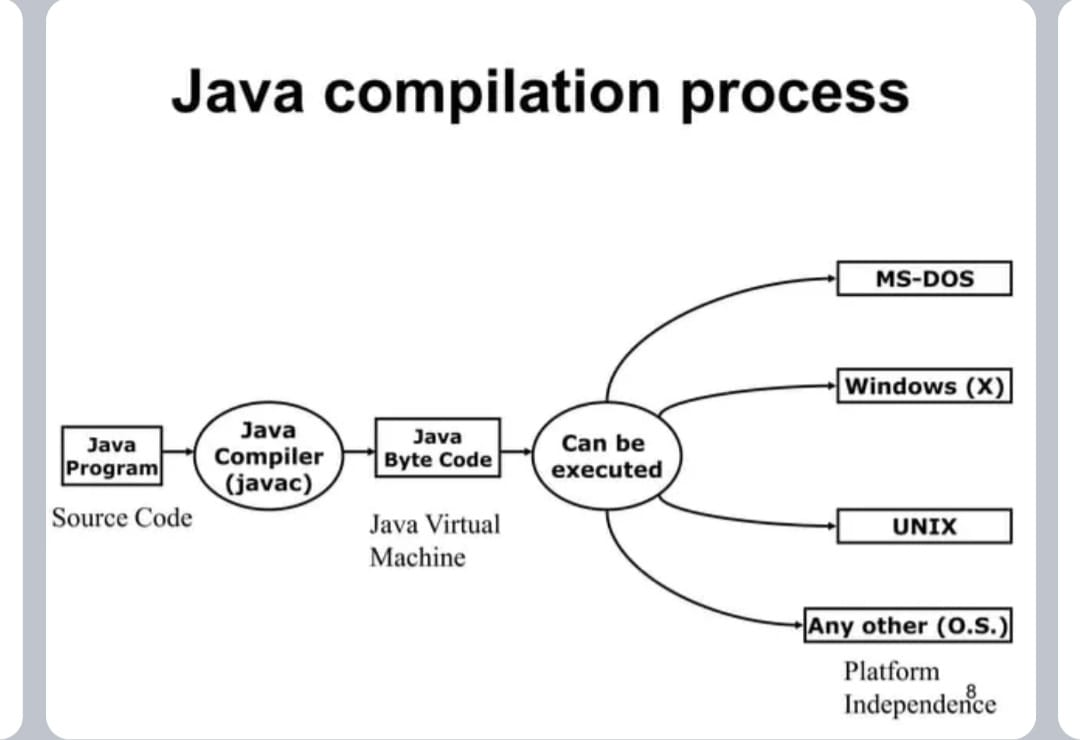 Java compilation process
MS-DOS
Windows (X)
Java
Program
Java
Compiler
(javac)
Java
Byte Code
Can be
executed
Source Code
Java Virtual
Machine
UNIX
Any other (O.S.)
Platform
Independence
8